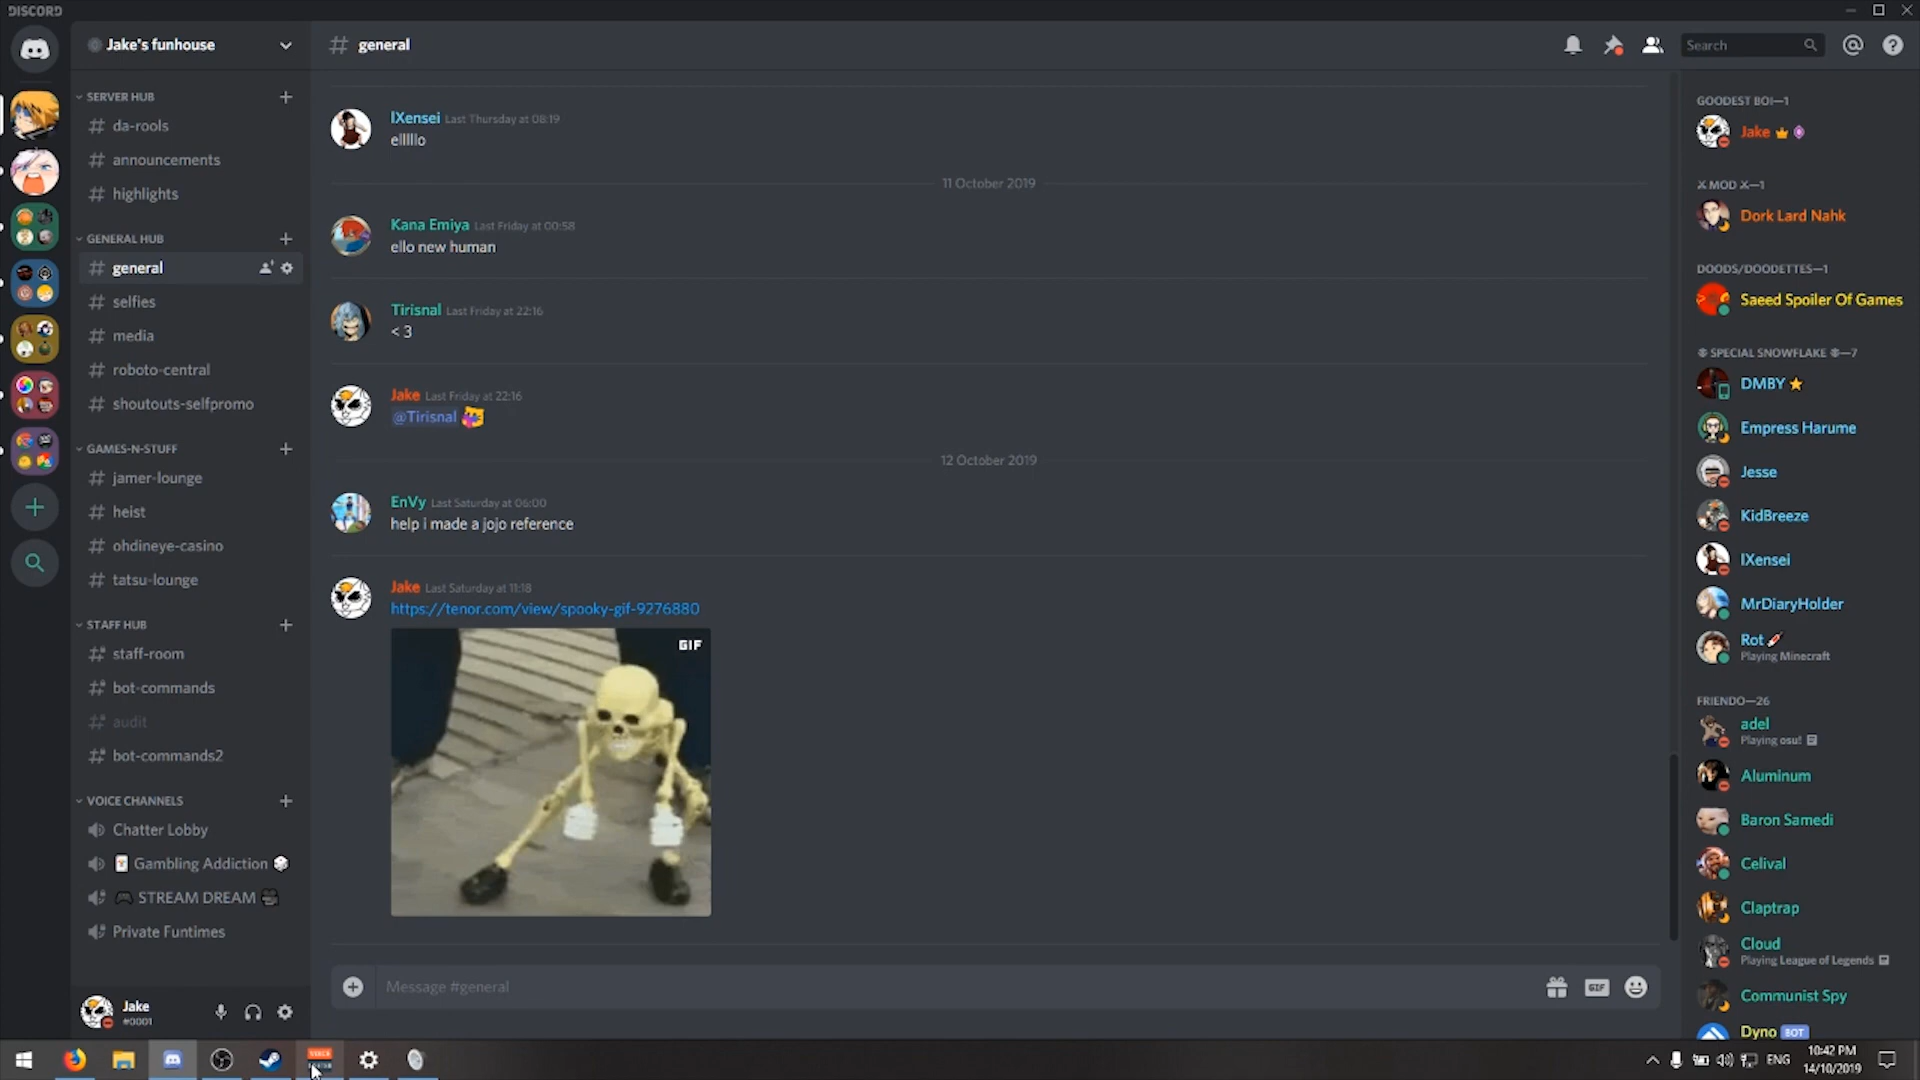 DISCORD
Jake's funhouse
SERVER HUB
da-rools
announcements
highlights
GENERAL HUB
general
selfies
media
roboto-central
shoutouts-selfpromo
GAMES-N-STUFF
jamer-lounge
heist
ohdineye-casino
tatsu-lounge
STAFF HUB
staff-room
bot-commands
audit
bot-commands2
VOICE CHANNELS
Chatter Lobby
Gambling Addiction
STREAM DREAM
Private Funtimes
Jake
#0001
# general
Search
lXensei Last Thursday at 08:19
elllllo
11 October 2019
Kana Emiya Last Friday at 00:58
ello new human
Tirisnal Last Friday at 22:16
< 3
Jake Last Friday at 22:16
@Tirisnal
12 October 2019
EnVy Last Saturday at 06:00
help i made a jojo reference
Jake Last Saturday at 11:18
https://tenor.com/view/spooky-gif-9276880
GIF
Message #general
GIF
GOODEST BOI—1
Jake
X MOD X—1
Dork Lard Nahk
DOODS/DOODETTES—1
Saeed Spoiler Of Games
SPECIAL SNOWFLAKE —7
DMBY
Empress Harume
Jesse
KidBreeze
lXensei
MrDiaryHolder
Rot
Playing Minecraft
FRIENDO—26
adel
Playing osu!
Aluminum
Baron Samedi
Celival
Claptrap
Cloud
Playing League of Legends
Communist Spy
Dyno BOT
VOICE
ENG
10:42 PM
14/10/2019